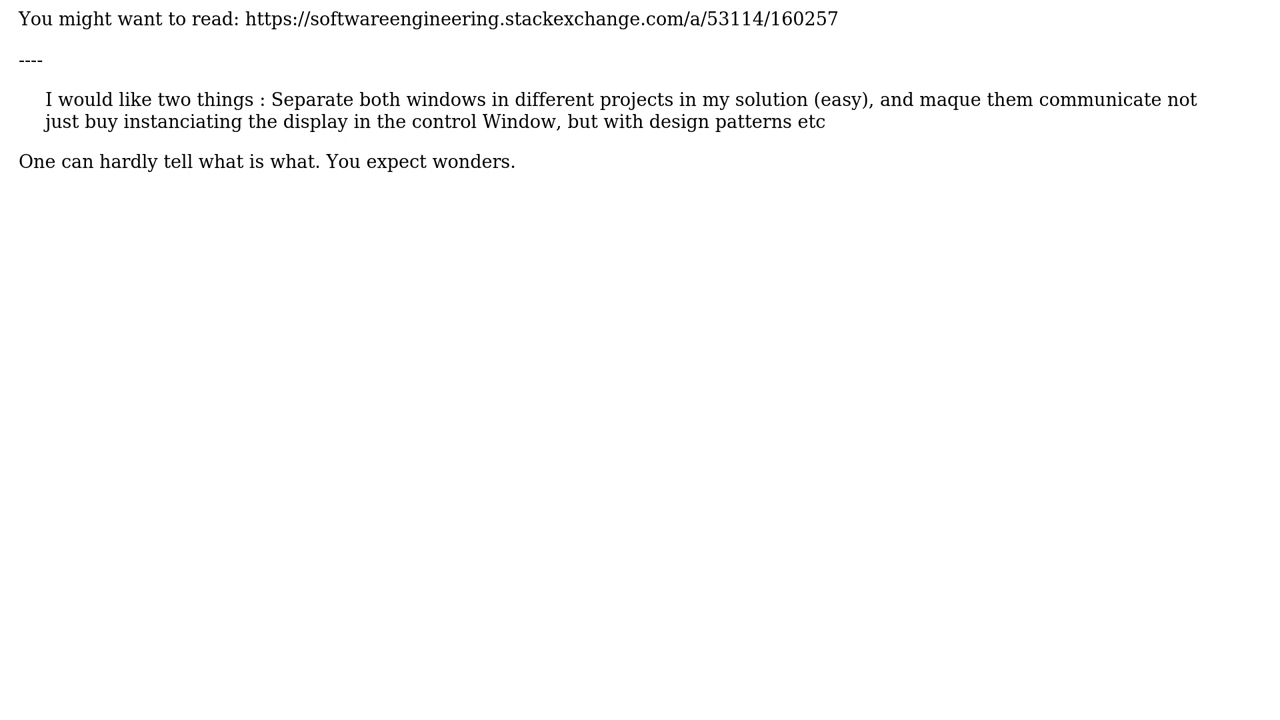 You might want to read: https://softwareengineering.stackexchange.com/a/53114/160257
----
I would like two things : Separate both windows in different projects in my solution (easy), and maque them communicate not
just buy instanciating the display in the control Window, but with design patterns etc
One can hardly tell what is what. You expect wonders.